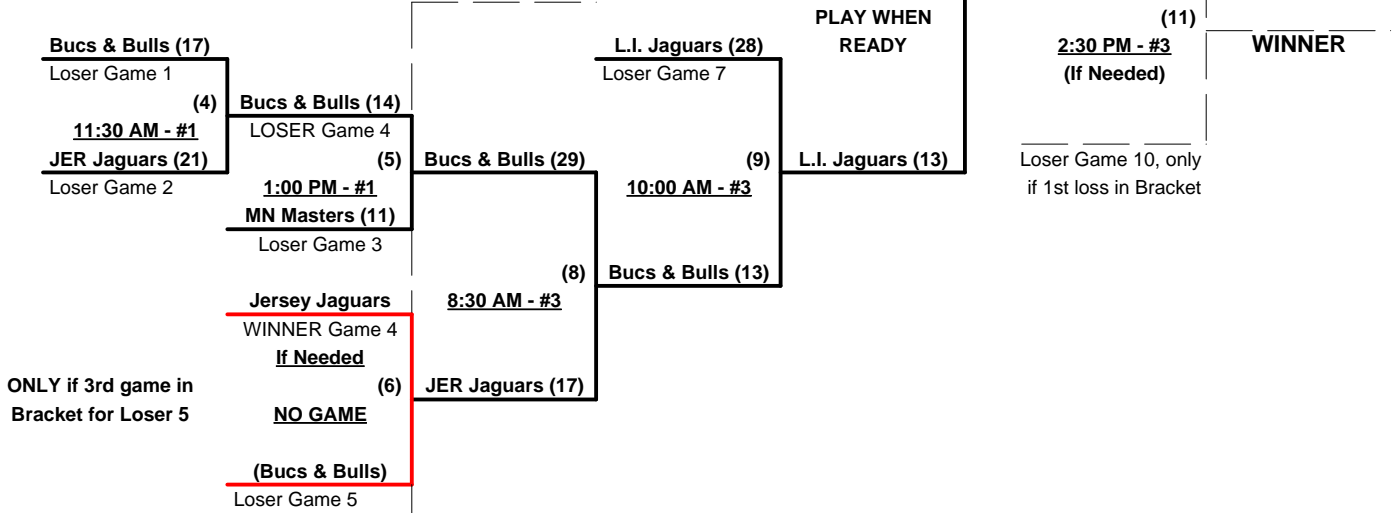 PLAY WHEN
READY
(11)
2:30 PM - #3
(If Needed)
WINNER
Bucs & Bulls (17)
Loser Game 1
(4)
11:30 AM - #1
JER Jaguars (21)
Loser Game 2
Bucs & Bulls (14)
LOSER Game 4
(5)
1:00 PM - #1
MN Masters (11)
Loser Game 3
Jersey Jaguars
WINNER Game 4
If Needed
(6)
NO GAME
(Bucs & Bulls)
Loser Game 5
ONLY if 3rd game in
Bracket for Loser 5
Bucs & Bulls (29)
(8)
8:30 AM - #3
JER Jaguars (17)
L.I. Jaguars (28)
Loser Game 7
(9)
10:00 AM - #3
Bucs & Bulls (13)
L.I. Jaguars (13)
Loser Game 10, only
if 1st loss in Bracket